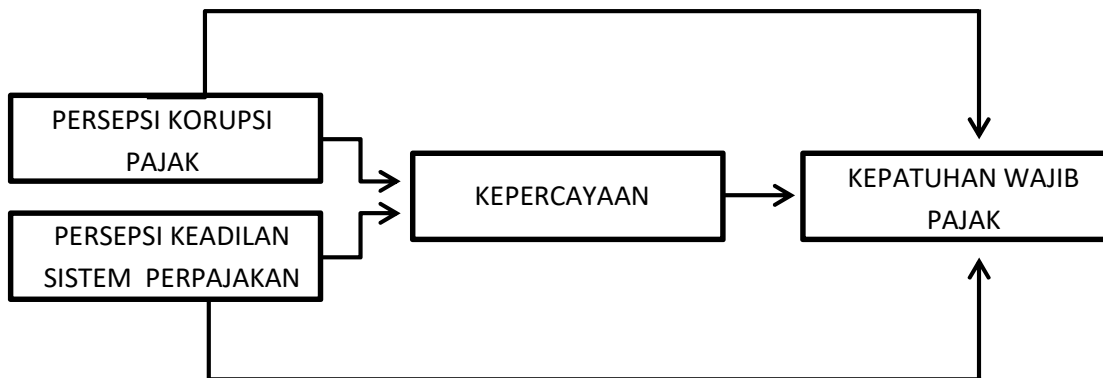 PERSEPSI KORUPSI
PAJAK
PERSEPSI KEADILAN
SISTEM PERPAJAKAN
KEPERCAYAAN
KEPATUHAN WAJIB
PAJAK